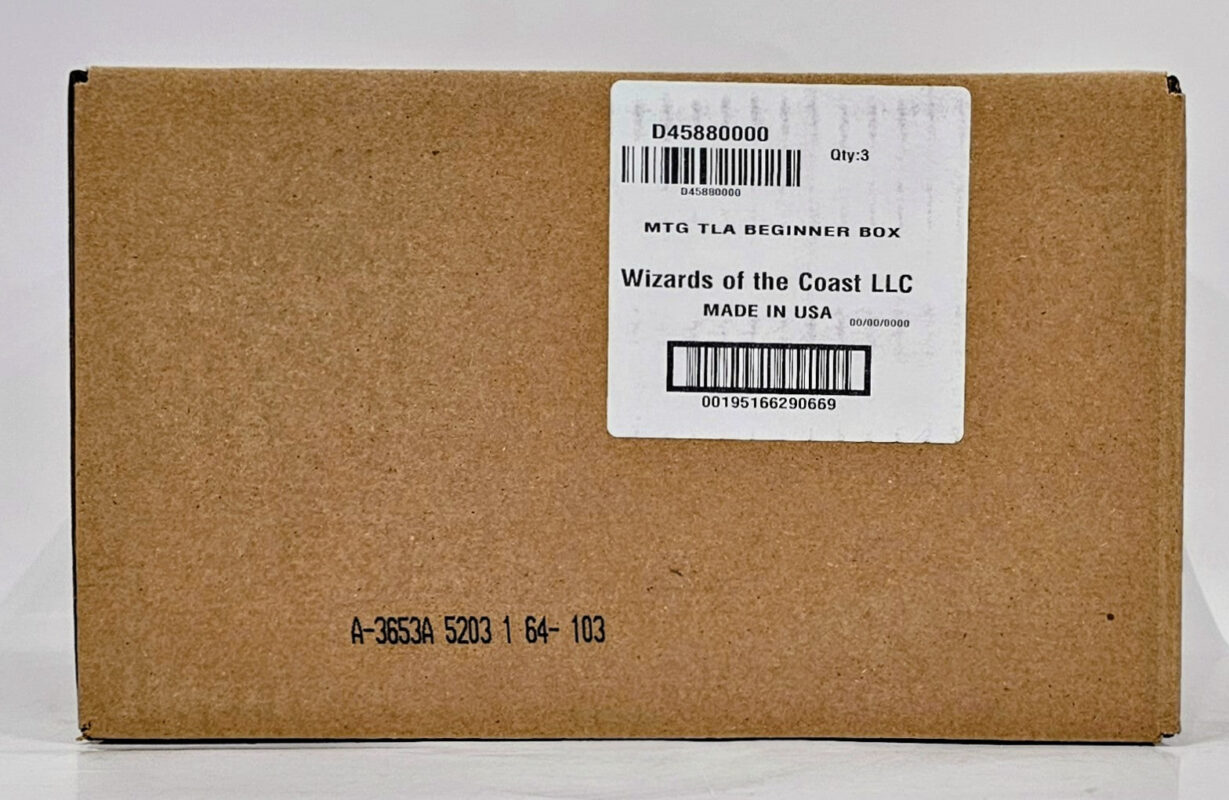 D45880000
Qty:3
D45880000
MTG TLA BEGINNER BOX
Wizards of the Coast LLC
MADE IN USA
00/00/0000
00195166290669
A-3653A 5203 1 64- 103